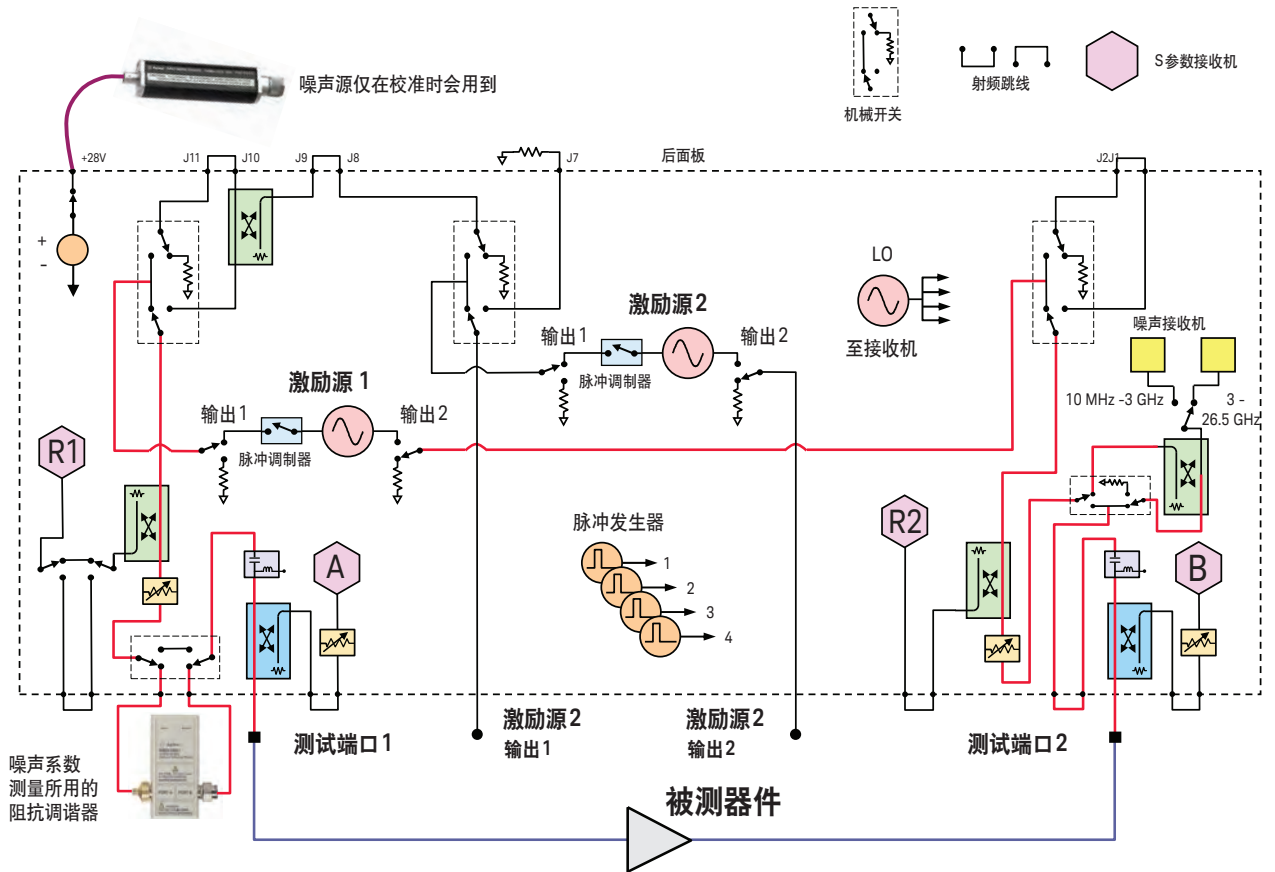 噪声源仅在校准时会用到
机械开关
射频跳线
S参数接收机
+28V
J11
J10
J9
J8
J7
后面板
J2J1
+
-
LO
至接收机
激励源2
输出1
输出2
脉冲调制器
噪声接收机
10 MHz -3 GHz
3 -
26.5 GHz
激励源 1
输出1
输出2
脉冲调制器
R1
A
R2
B
脉冲发生器
1
2
3
4
测试端口1
激励源2
输出1
激励源2
输出2
测试端口2
噪声系数
测量所用的
阻抗调谐器
被测器件